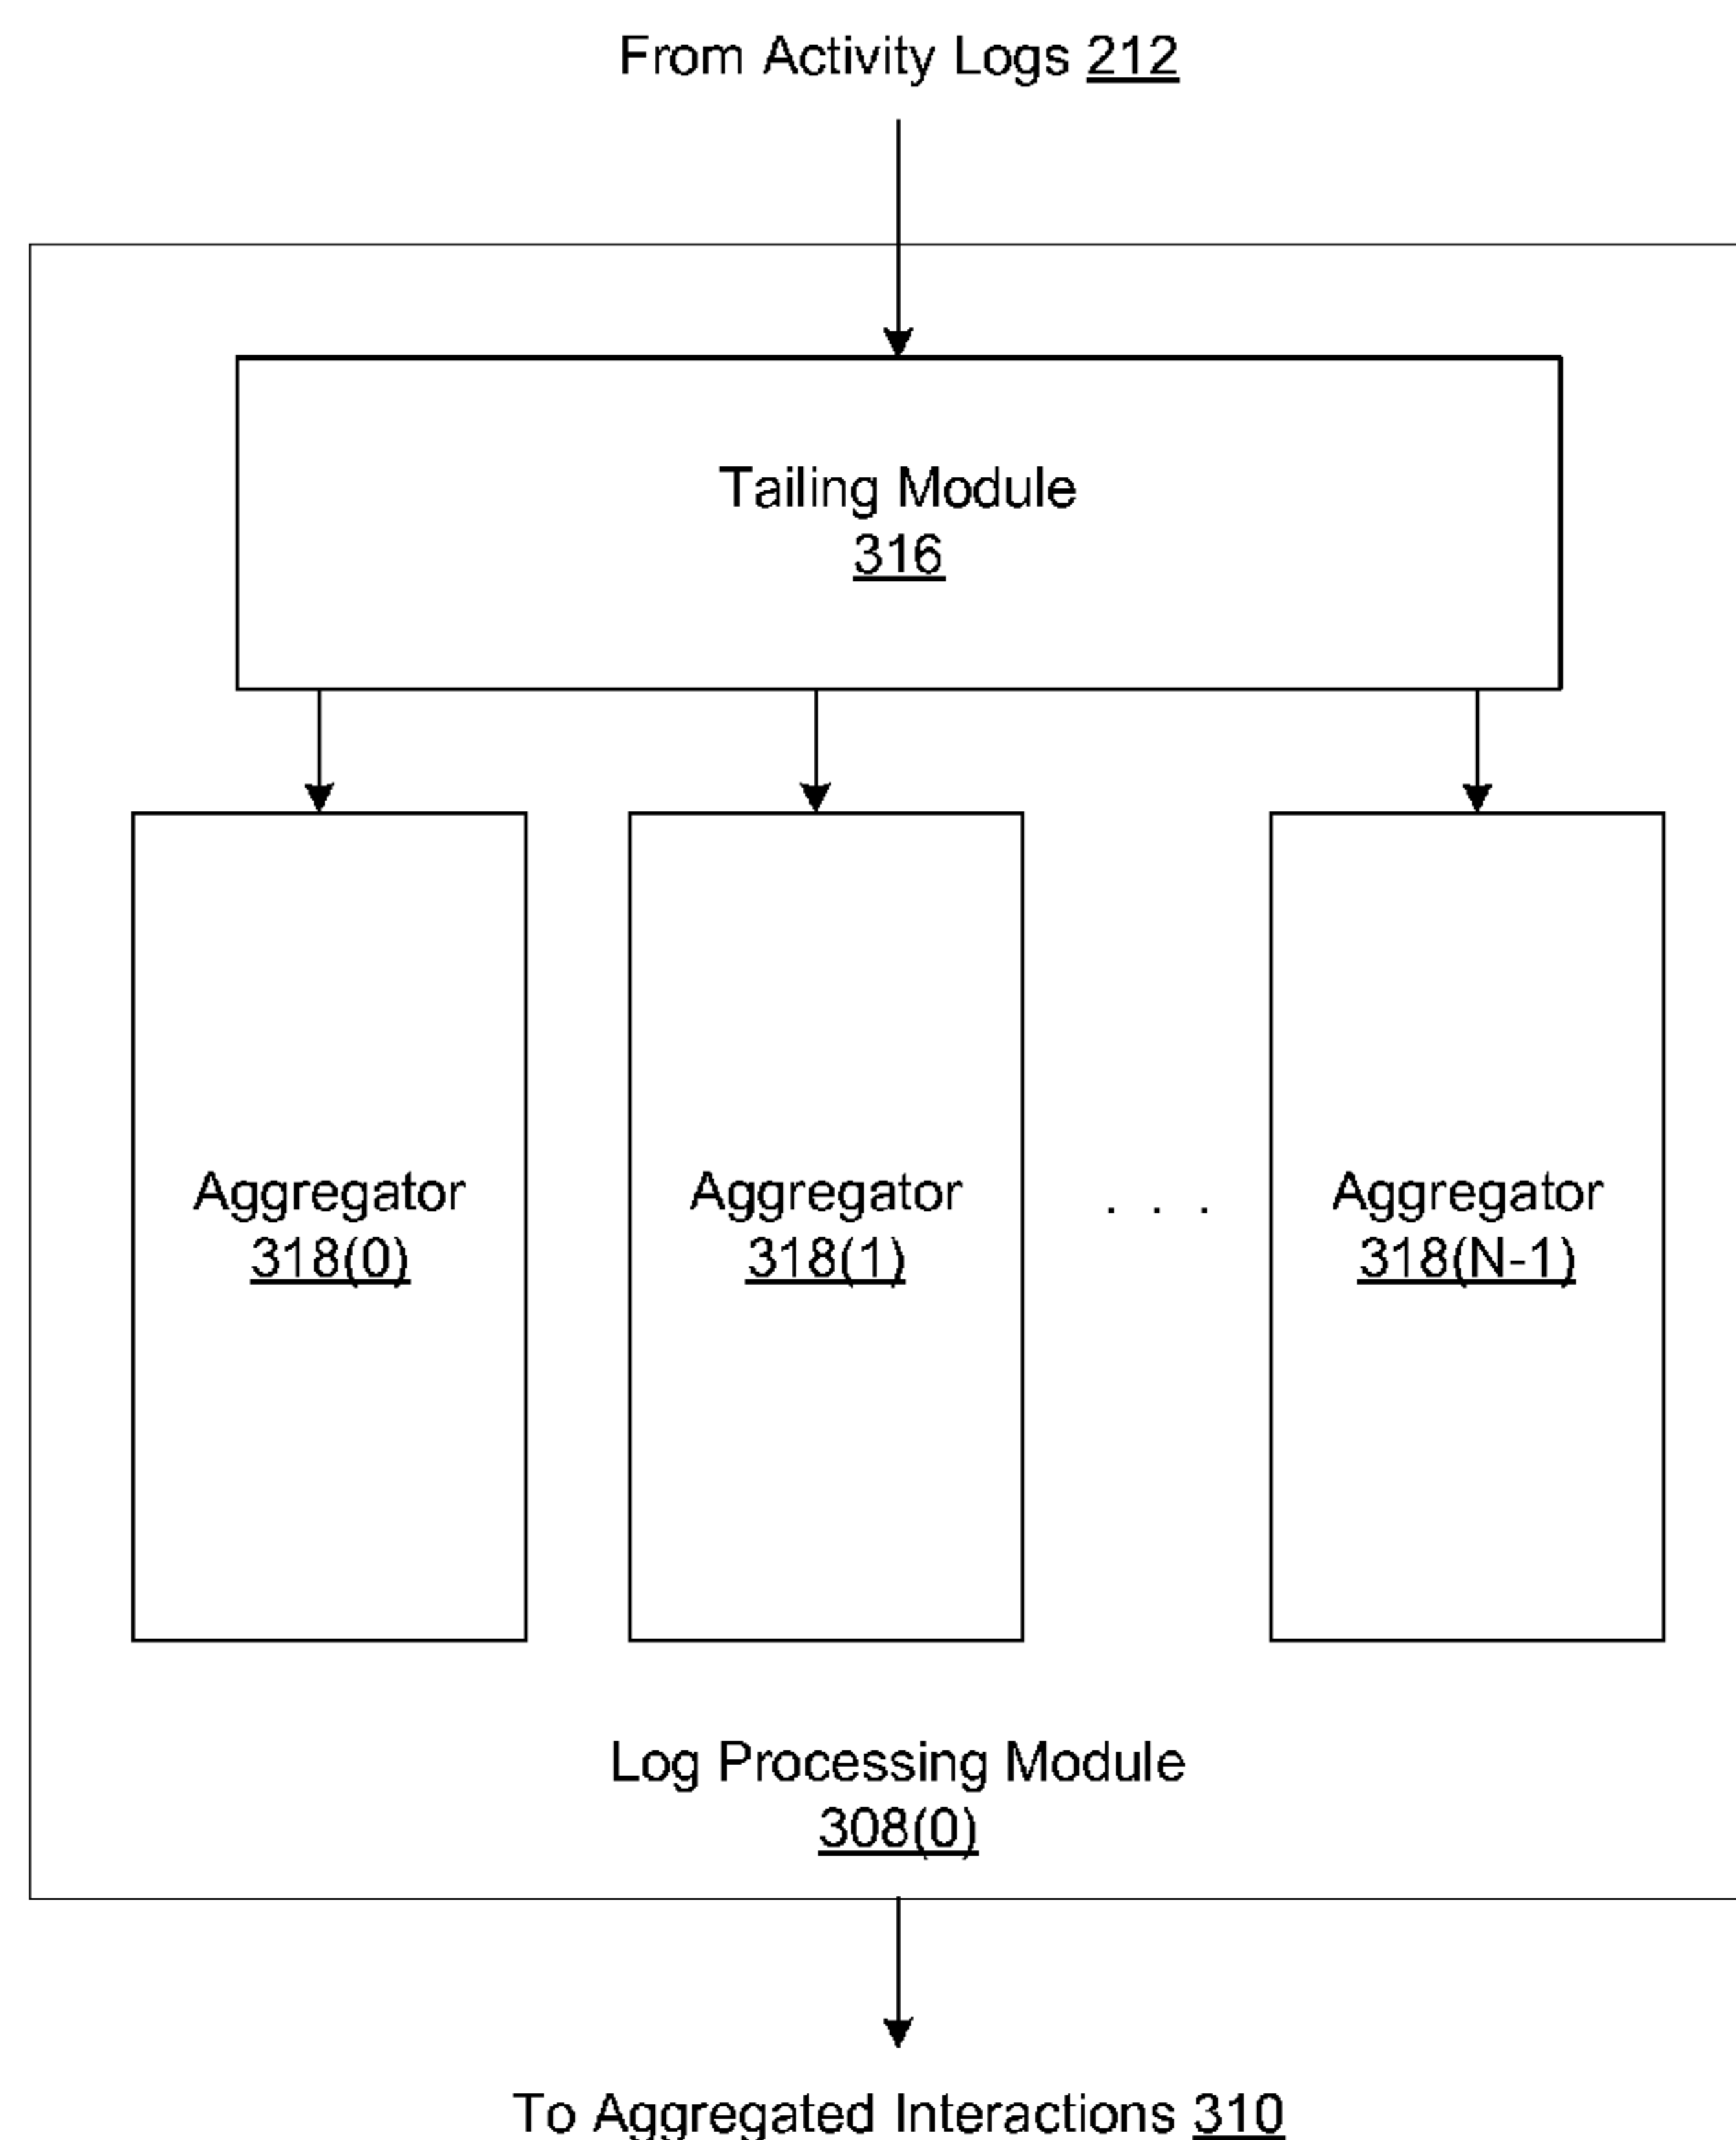 From Activity Logs 212
Tailing Module
316
Aggregator
318(0)
Aggregator
318(1)
. . .
Aggregator
318(N-1)
Log Processing Module
308(0)
To Aggregated Interactions 310